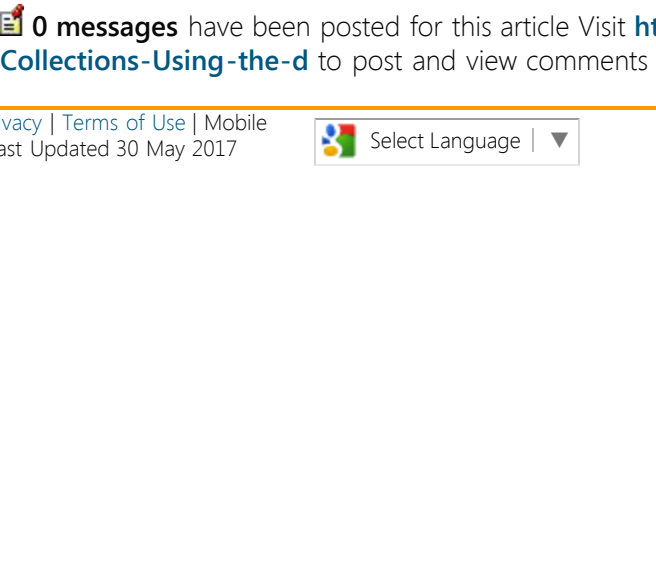 0 messages have been posted for this article Visit ht
Collections-Using-the-d to post and view comments
ivacy | Terms of Use | Mobile
ast Updated 30 May 2017
Select Language | ▼